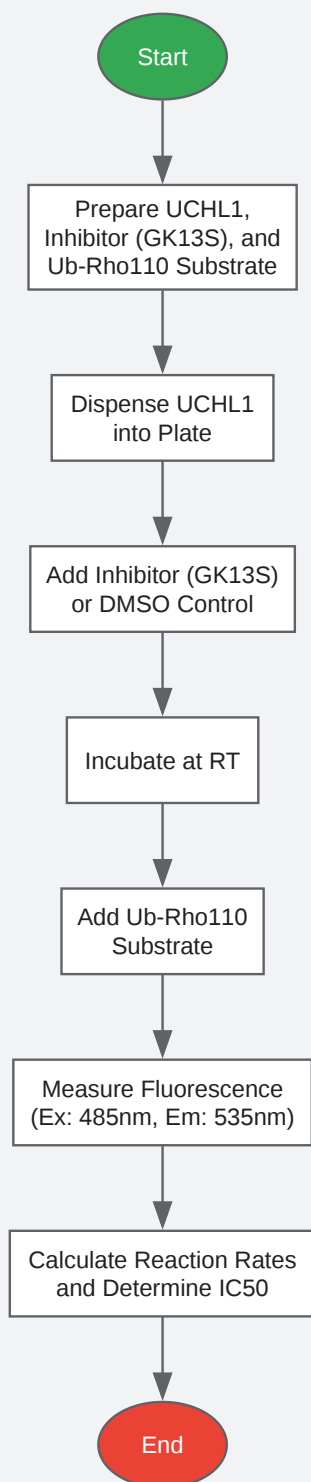 Start
Prepare UCHL1,
Inhibitor (GK13S), and
Ub-Rho110 Substrate
Dispense UCHL1
into Plate
Add Inhibitor (GK13S)
or DMSO Control
Incubate at RT
Add Ub-Rho110
Substrate
Measure Fluorescence
(Ex: 485nm, Em: 535nm)
Calculate Reaction Rates
and Determine IC50
End